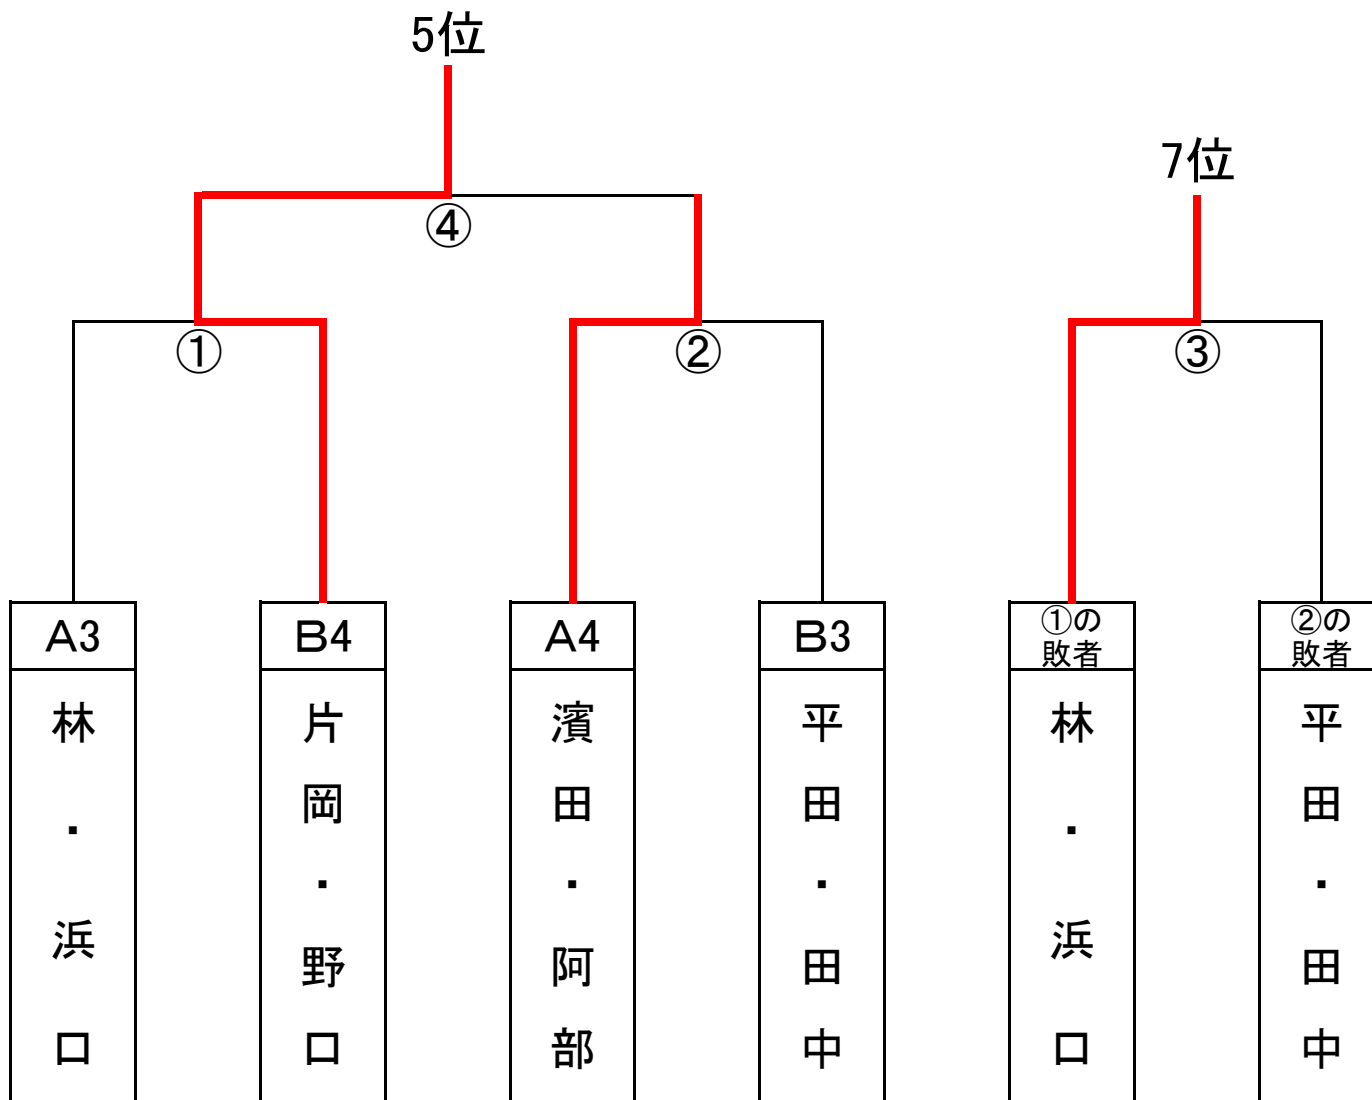 5位
7位
④
①
②
③
A3
B4
A4
B3
①の
敗者
②の
敗者
林・浜口
片岡・野口
濱田・阿部
平田・田中
林・浜口
平田・田中